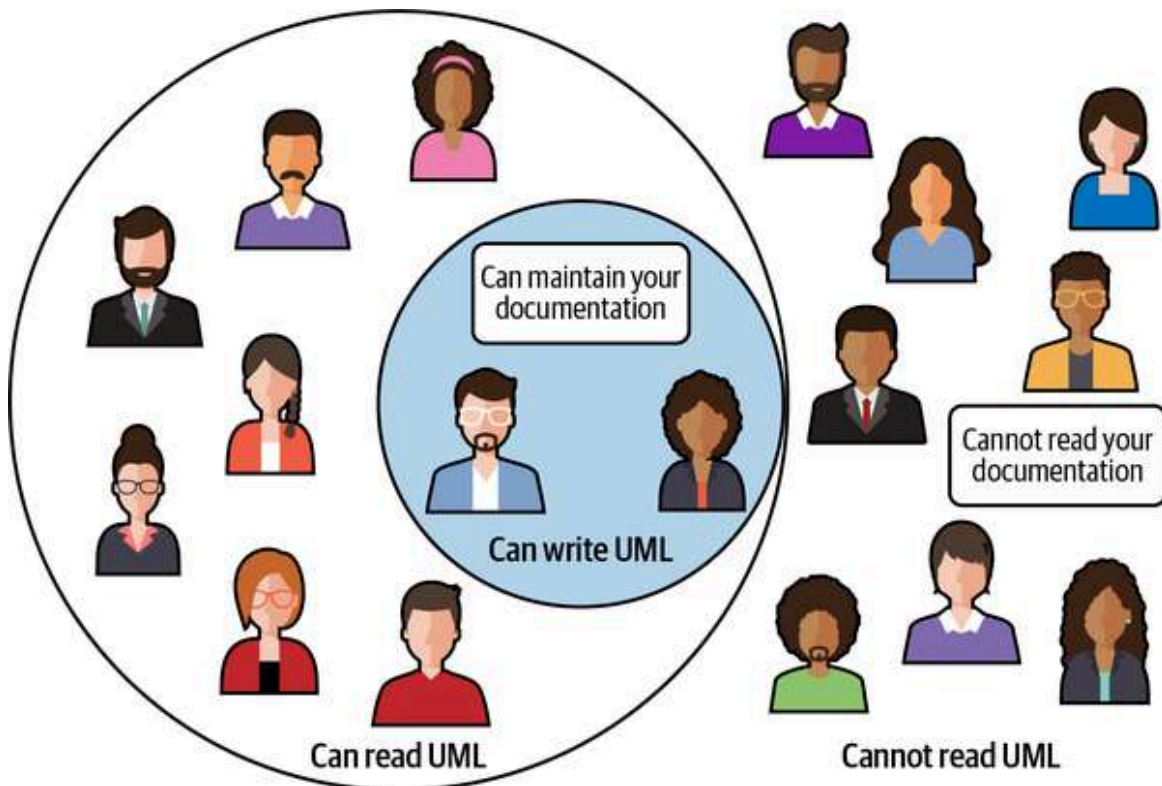 Can maintain your
documentation
Cannot read your
documentation
Can write UML
Can read UML
Cannot read UML